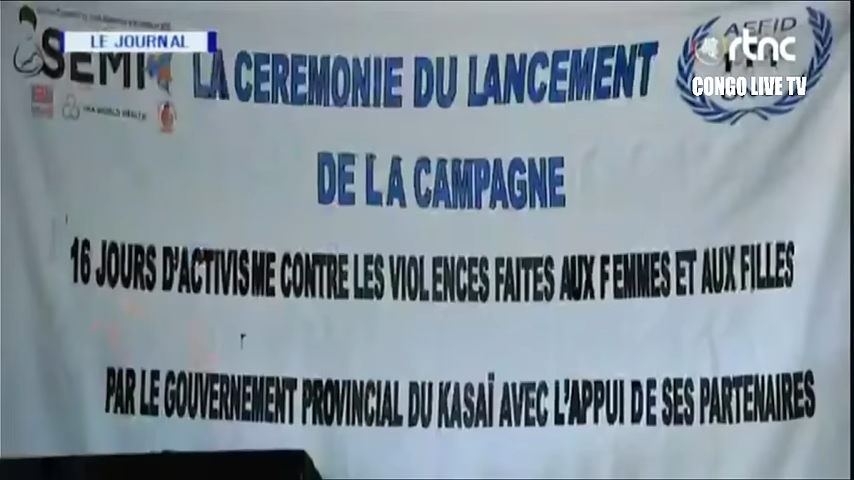 LE JOURNAL
SEMI
LA CEREMONIE DU LANCEMENT
ASFID
rtnc
CONGO LIVE TV
DE LA CAMPAGNE
16 JOURS D'ACTIVISME CONTRE LES VIOLENCES FAITES AUX FEMMES ET AUX FILLES
PAR LE GOUVERNEMENT PROVINCIAL DU KASAÏ AVEC L'APPUI DE SES PARTENAIRES